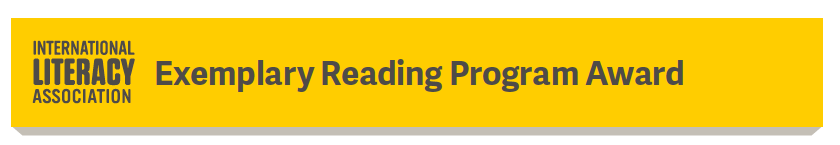 INTERNATIONAL
LITERACY
ASSOCIATION
Exemplary Reading Program Award